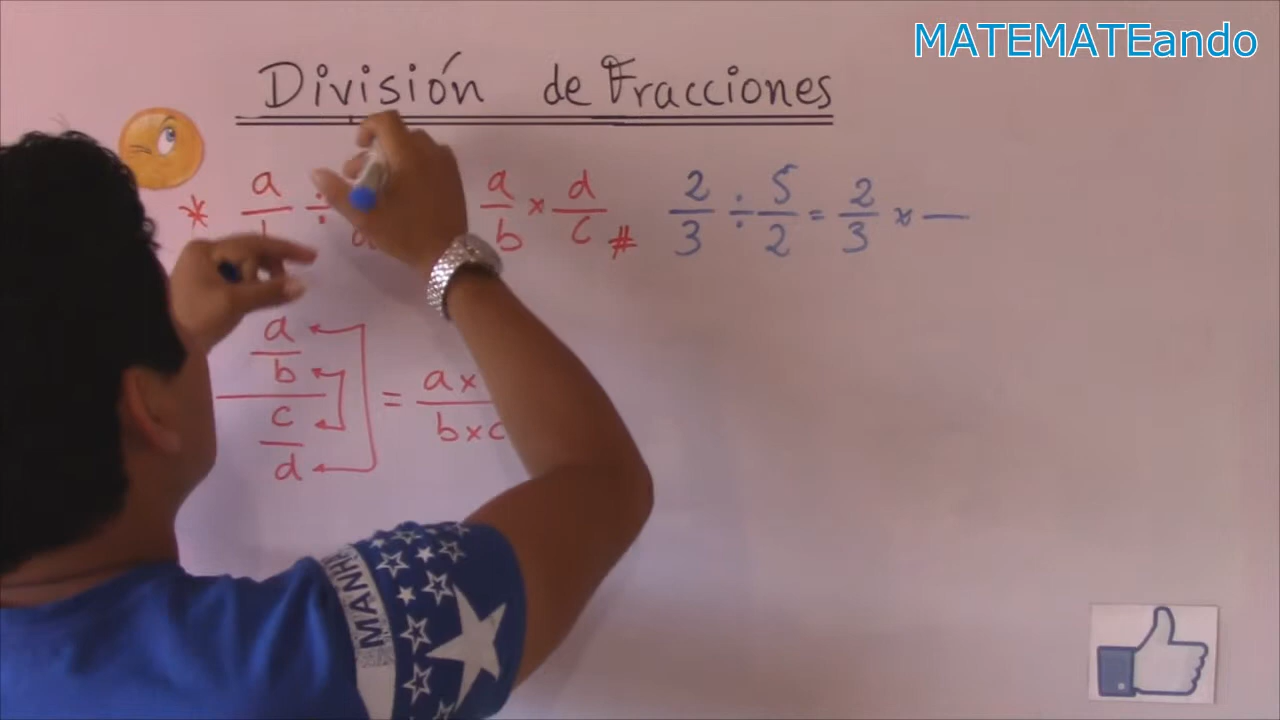 MATEMATEando
División de Fracciones
* a/ ÷ a/b × d/c # 2/3 ÷ 5/2 = 2/3 × —
a/b / c/d = a× / b×c
MANHA